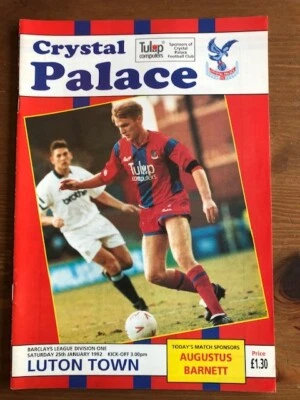 Crystal
Palace
Tulip
computers
Sponsors of
Crystal
Palace
Football Club
Tulip
computers
brother
BARCLAYS LEAGUE DIVISION ONE
SATURDAY 25th JANUARY 1992 KICK-OFF 3.00pm
LUTON TOWN
TODAY'S MATCH SPONSORS
AUGUSTUS
BARNETT
Price
£1.30